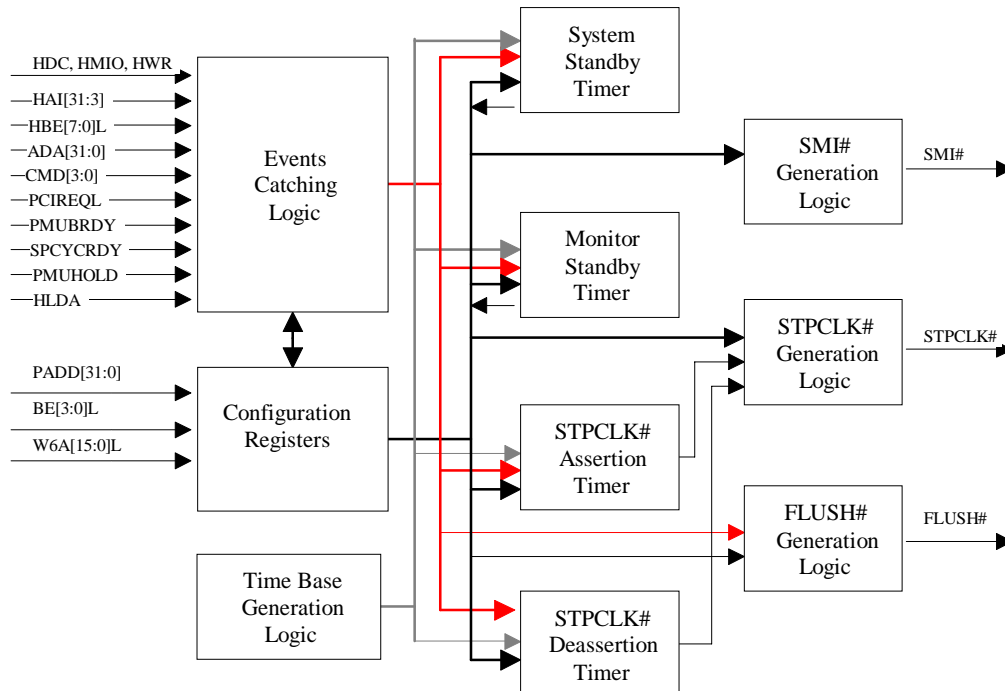 HDC, HMIO, HWR
HAI[31:3]
HBE[7:0]L
ADA[31:0]
CMD[3:0]
PCIREQL
PMUBRDY
SPCYCRDY
PMUHOLD
HLDA
Events
Catching
Logic
PADD[31:0]
BE[3:0]L
W6A[15:0]L
Configuration
Registers
Time Base
Generation
Logic
System
Standby
Timer
Monitor
Standby
Timer
STPCLK#
Assertion
Timer
STPCLK#
Deassertion
Timer
SMI#
Generation
Logic
SMI#
STPCLK#
Generation
Logic
STPCLK#
FLUSH#
Generation
Logic
FLUSH#